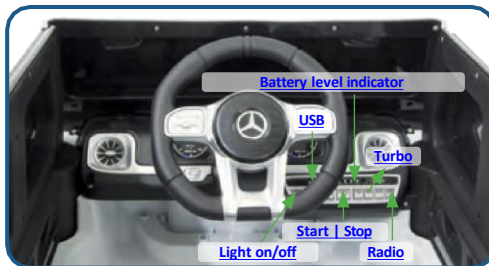 Battery level indicator
USB
Turbo
Start | Stop
Light on/off
Radio